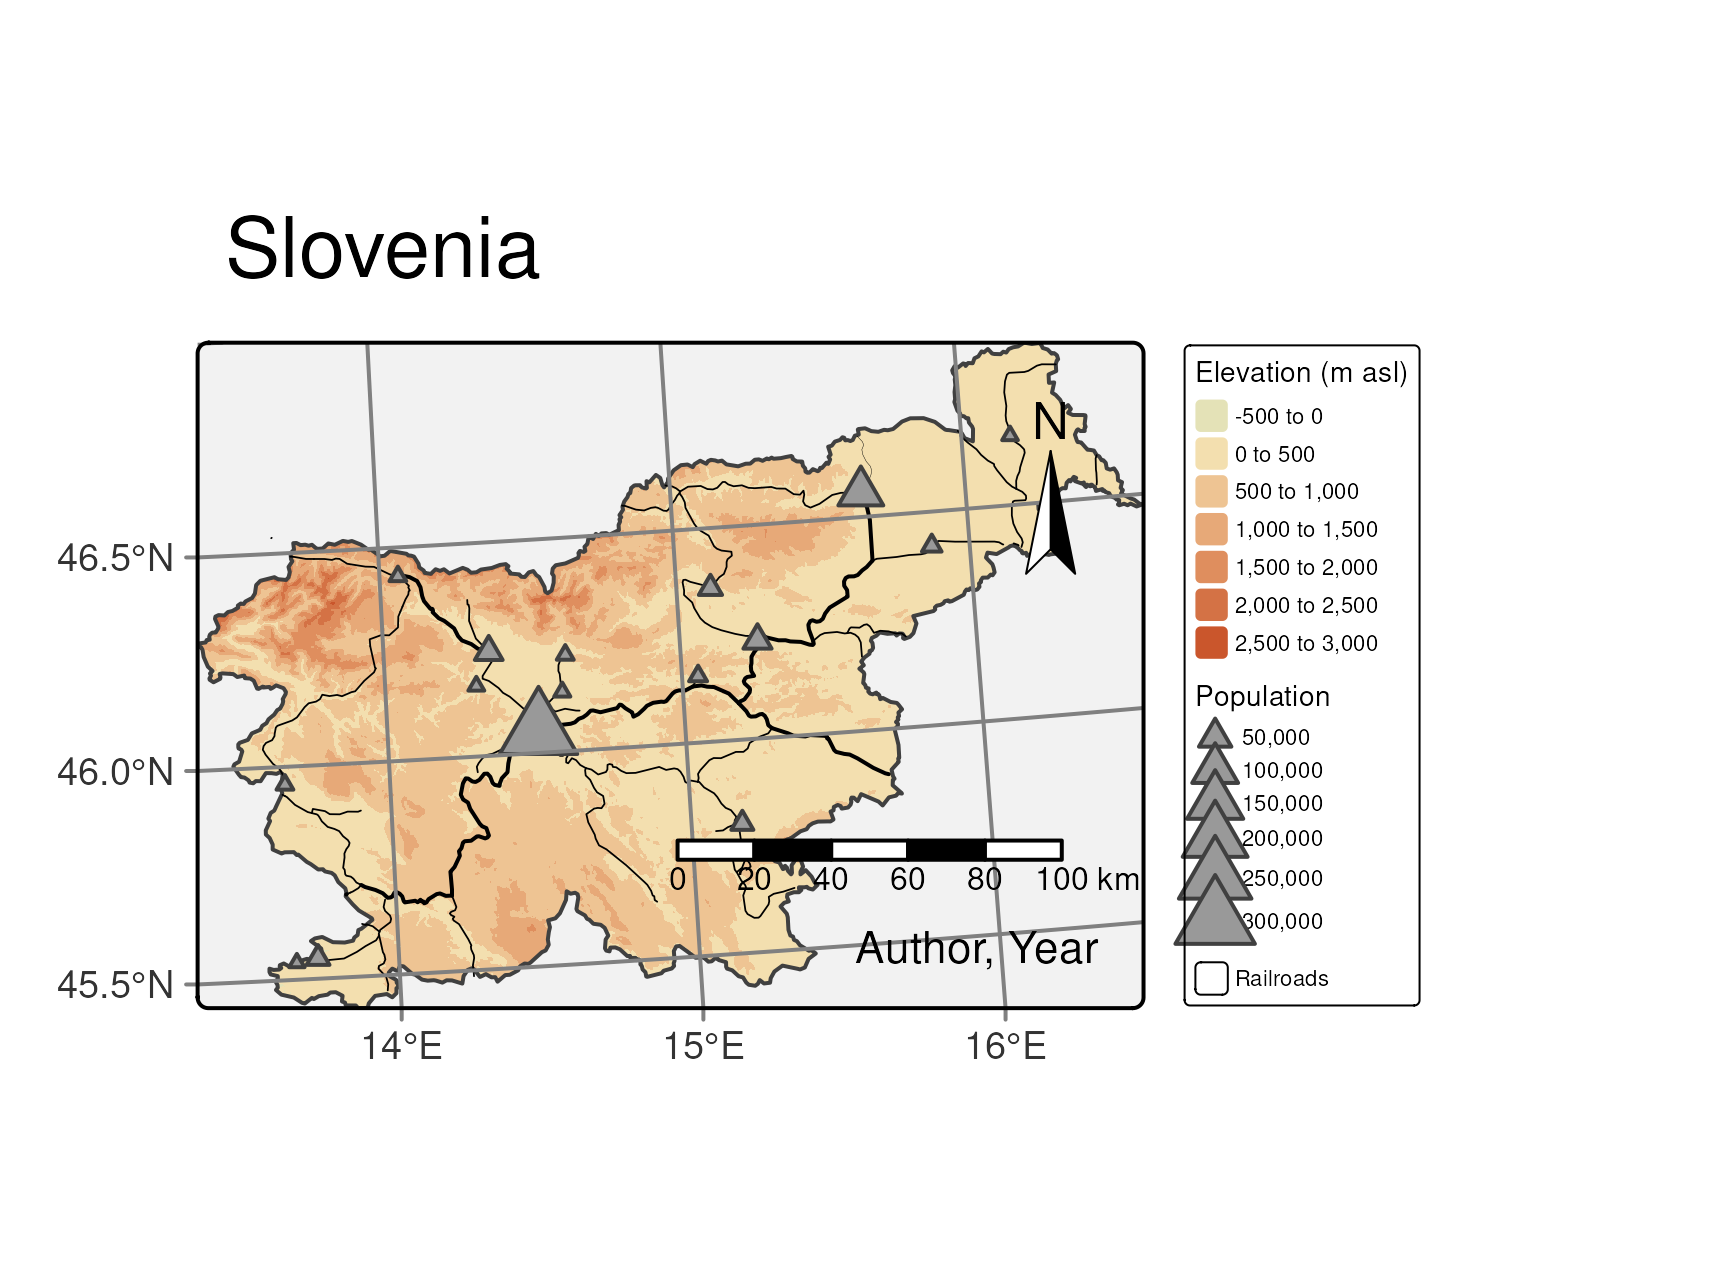 Slovenia
46.5°N
46.0°N
45.5°N
14°E
15°E
16°E
N
0 20 40 60 80 100 km
Author, Year
Elevation (m asl)
-500 to 0
0 to 500
500 to 1,000
1,000 to 1,500
1,500 to 2,000
2,000 to 2,500
2,500 to 3,000
Population
50,000
100,000
150,000
200,000
250,000
300,000
Railroads